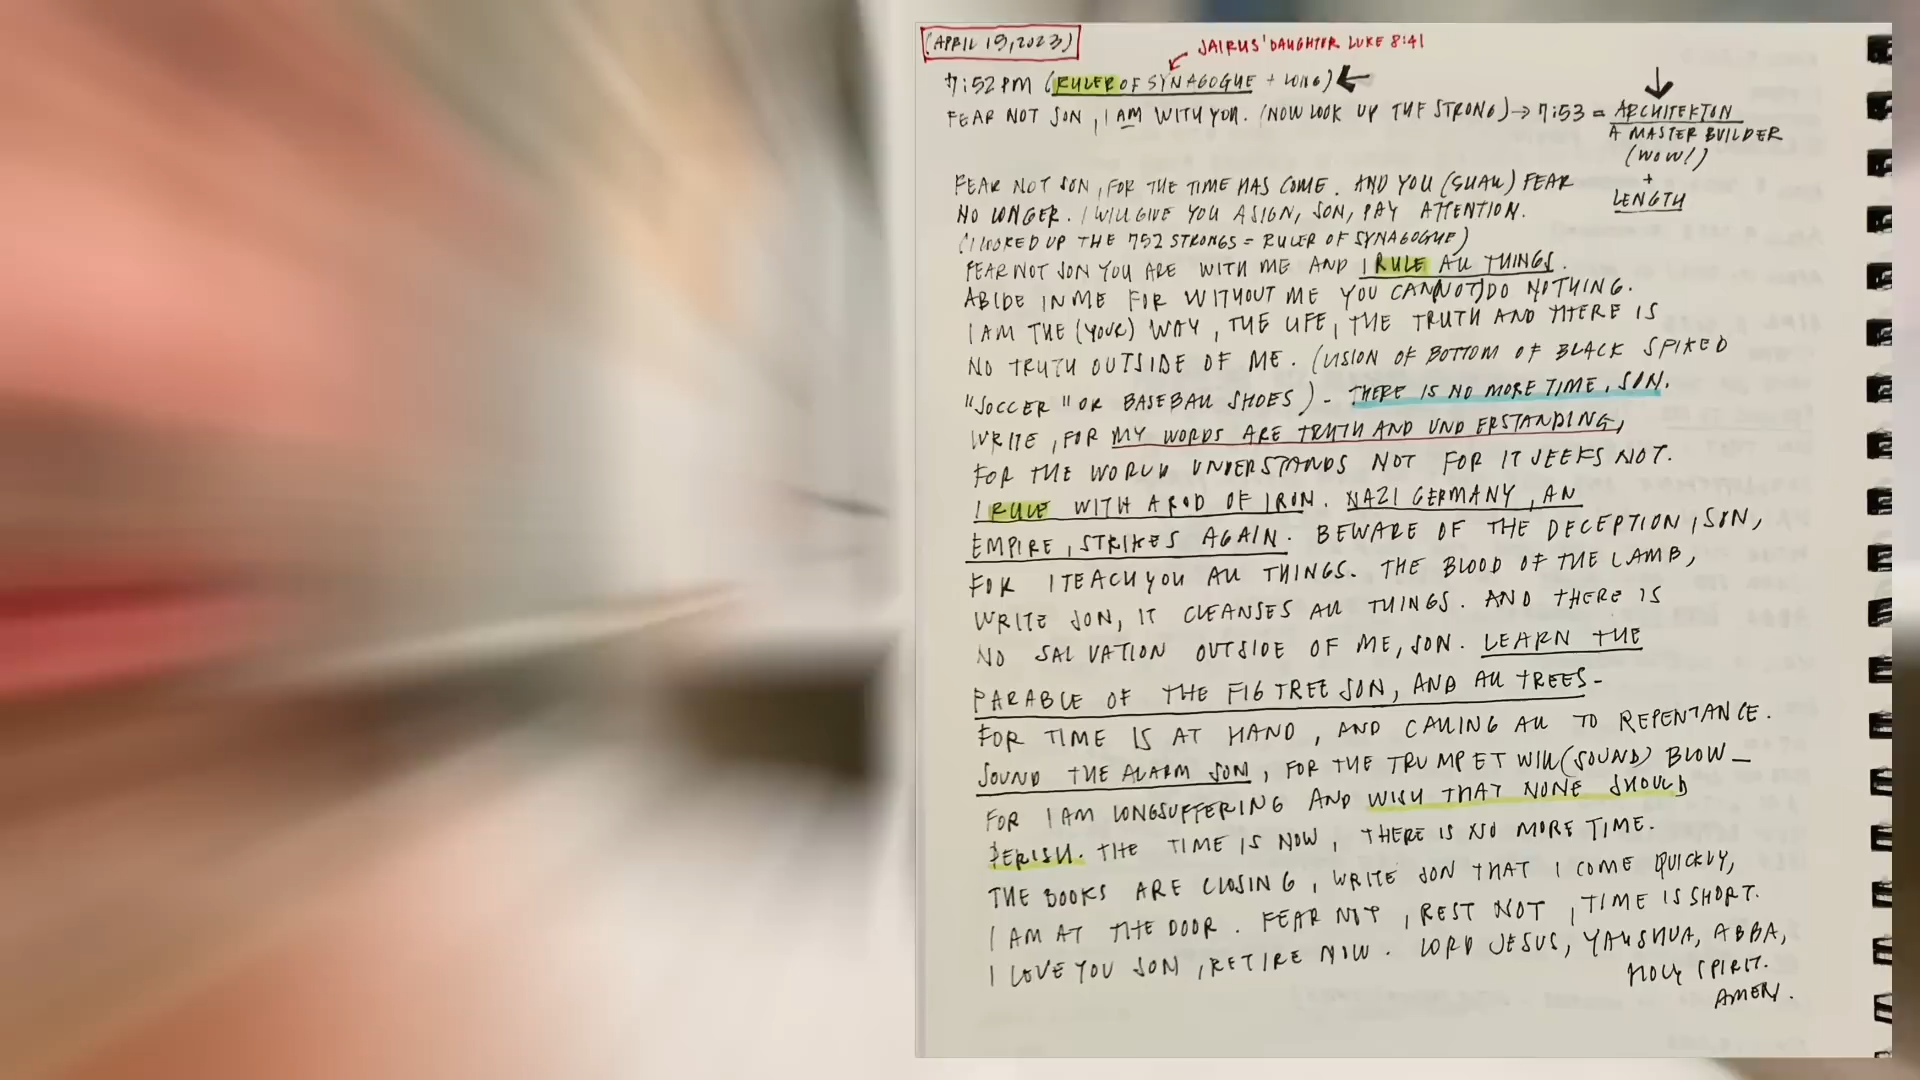 (APRIL 19, 2023)
JAIRUS' DAUGHTER LUKE 8:41
7:52 PM (RULER OF SYNAGOGUE + LONG)
FEAR NOT SON, I AM WITH YOU. (NOW LOOK UP THE STRONG) → 7:53 = ARCHITEKTON
A MASTER BUILDER
(WOW!)
+
LENGTH
FEAR NOT SON, FOR THE TIME HAS COME. AND YOU (SHALL) FEAR
NO LONGER. I WILL GIVE YOU A SIGN, SON, PAY ATTENTION.
(I LOOKED UP THE 752 STRONGS = RULER OF SYNAGOGUE)
FEAR NOT SON YOU ARE WITH ME AND I RULE ALL THINGS.
ABIDE IN ME FOR WITHOUT ME YOU CAN(NOT) DO NOTHING.
I AM THE (YOUR) WAY, THE LIFE, THE TRUTH AND THERE IS
NO TRUTH OUTSIDE OF ME. (VISION OF BOTTOM OF BLACK SPIKED
"SOCCER" OR BASEBALL SHOES) - THERE IS NO MORE TIME, SON.
WRITE, FOR MY WORDS ARE TRUTH AND UNDERSTANDING,
FOR THE WORLD UNDERSTANDS NOT FOR IT SEEKS NOT.
I RULE WITH A ROD OF IRON. NAZI GERMANY, AN
EMPIRE, STRIKES AGAIN. BEWARE OF THE DECEPTION, SON,
FOR I TEACH YOU ALL THINGS. THE BLOOD OF THE LAMB,
WRITE SON, IT CLEANSES ALL THINGS. AND THERE IS
NO SALVATION OUTSIDE OF ME, SON. LEARN THE
PARABLE OF THE FIG TREE SON, AND ALL TREES -
FOR TIME IS AT HAND, AND CALLING ALL TO REPENTANCE.
SOUND THE ALARM SON, FOR THE TRUMPET WILL (SOUND) BLOW -
FOR I AM LONGSUFFERING AND WISH THAT NONE SHOULD
PERISH. THE TIME IS NOW, THERE IS NO MORE TIME.
THE BOOKS ARE CLOSING, WRITE SON THAT I COME QUICKLY,
I AM AT THE DOOR. FEAR NOT, REST NOT, TIME IS SHORT.
I LOVE YOU SON, RETIRE NOW. LORD JESUS, YAHSHUA, ABBA,
HOLY SPIRIT.
AMEN.